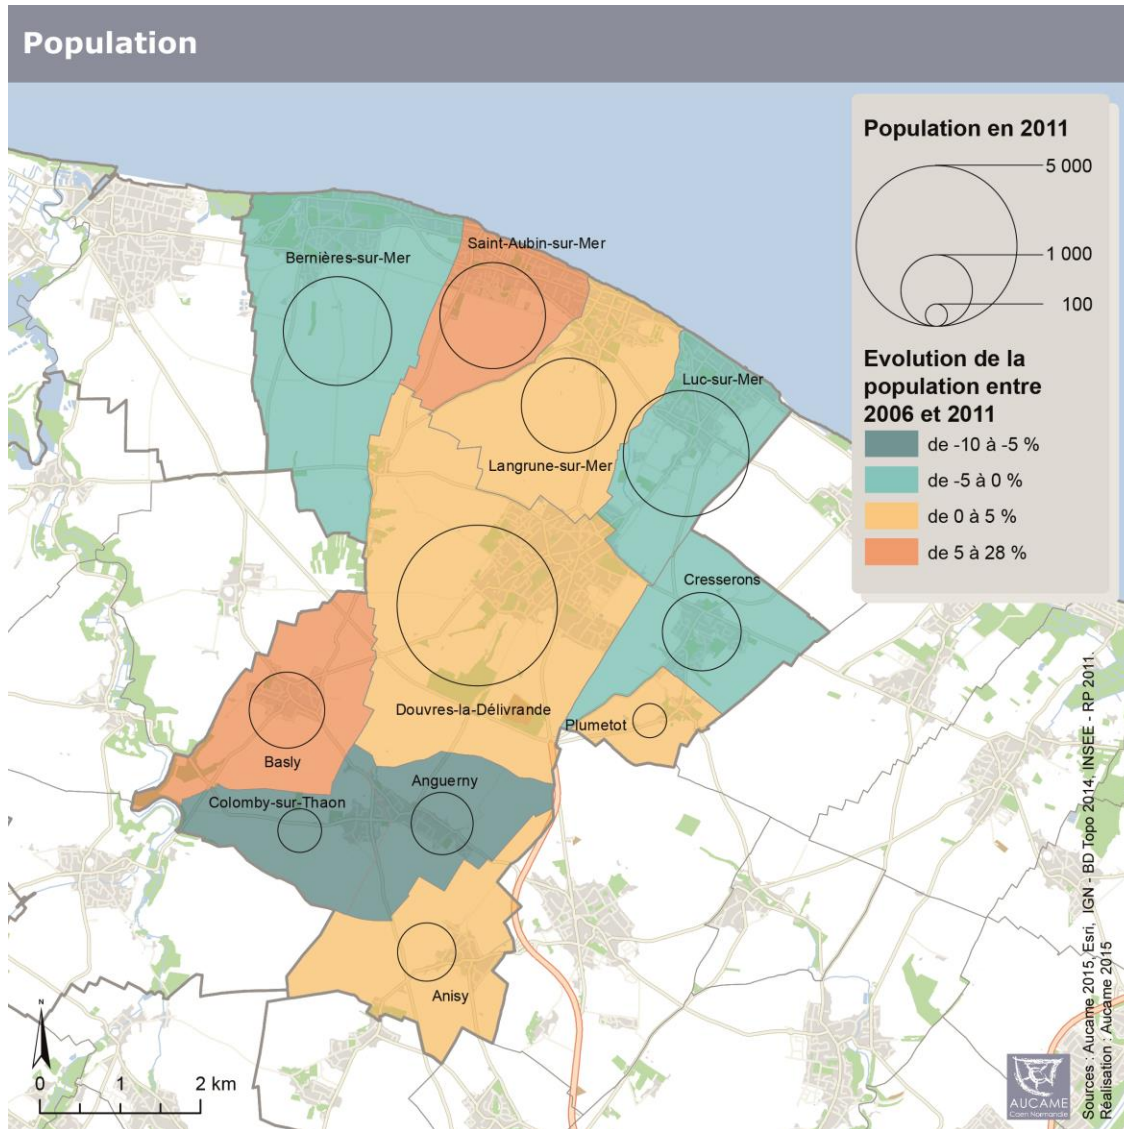 Population
Population en 2011
5 000
1 000
100
Evolution de la
population entre
2006 et 2011
de -10 à -5 %
de -5 à 0 %
de 0 à 5 %
de 5 à 28 %
Saint-Aubin-sur-Mer
Bernières-sur-Mer
Luc-sur-Mer
Langrune-sur-Mer
Cresserons
Douvres-la-Délivrande
Plumetot
Basly
Anguerny
Colomby-sur-Thaon
Anisy
N
0 1 2 km
AUCAME
Caen Normandie
Sources : Aucame 2015, Esri, IGN - BD Topo 2014, INSEE - RP 2011.
Réalisation : Aucame 2015